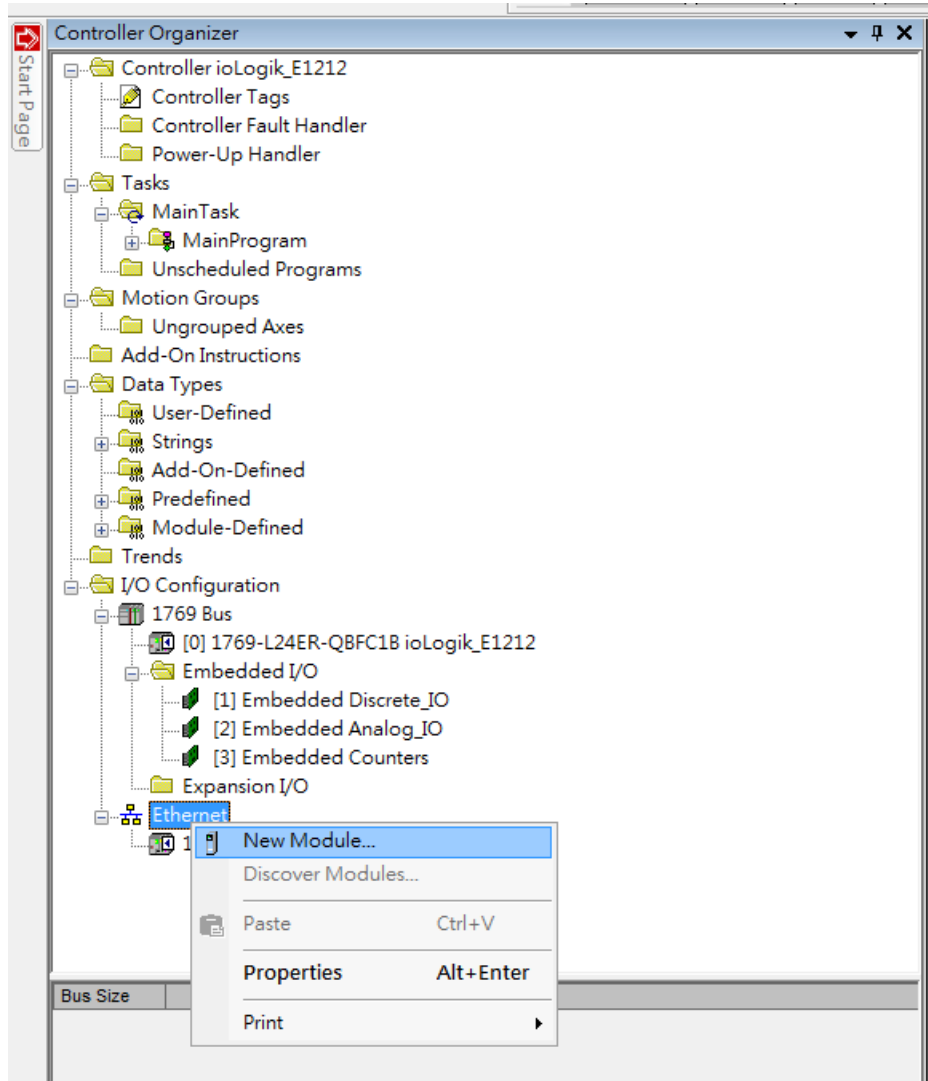 Controller Organizer
Start Page
Controller ioLogik_E1212
Controller Tags
Controller Fault Handler
Power-Up Handler
Tasks
MainTask
MainProgram
Unscheduled Programs
Motion Groups
Ungrouped Axes
Add-On Instructions
Data Types
User-Defined
Strings
Add-On-Defined
Predefined
Module-Defined
Trends
I/O Configuration
1769 Bus
[0] 1769-L24ER-QBFC1B ioLogik_E1212
Embedded I/O
[1] Embedded Discrete_IO
[2] Embedded Analog_IO
[3] Embedded Counters
Expansion I/O
Ethernet
1
New Module...
Discover Modules...
Paste Ctrl+V
Properties Alt+Enter
Print
Bus Size